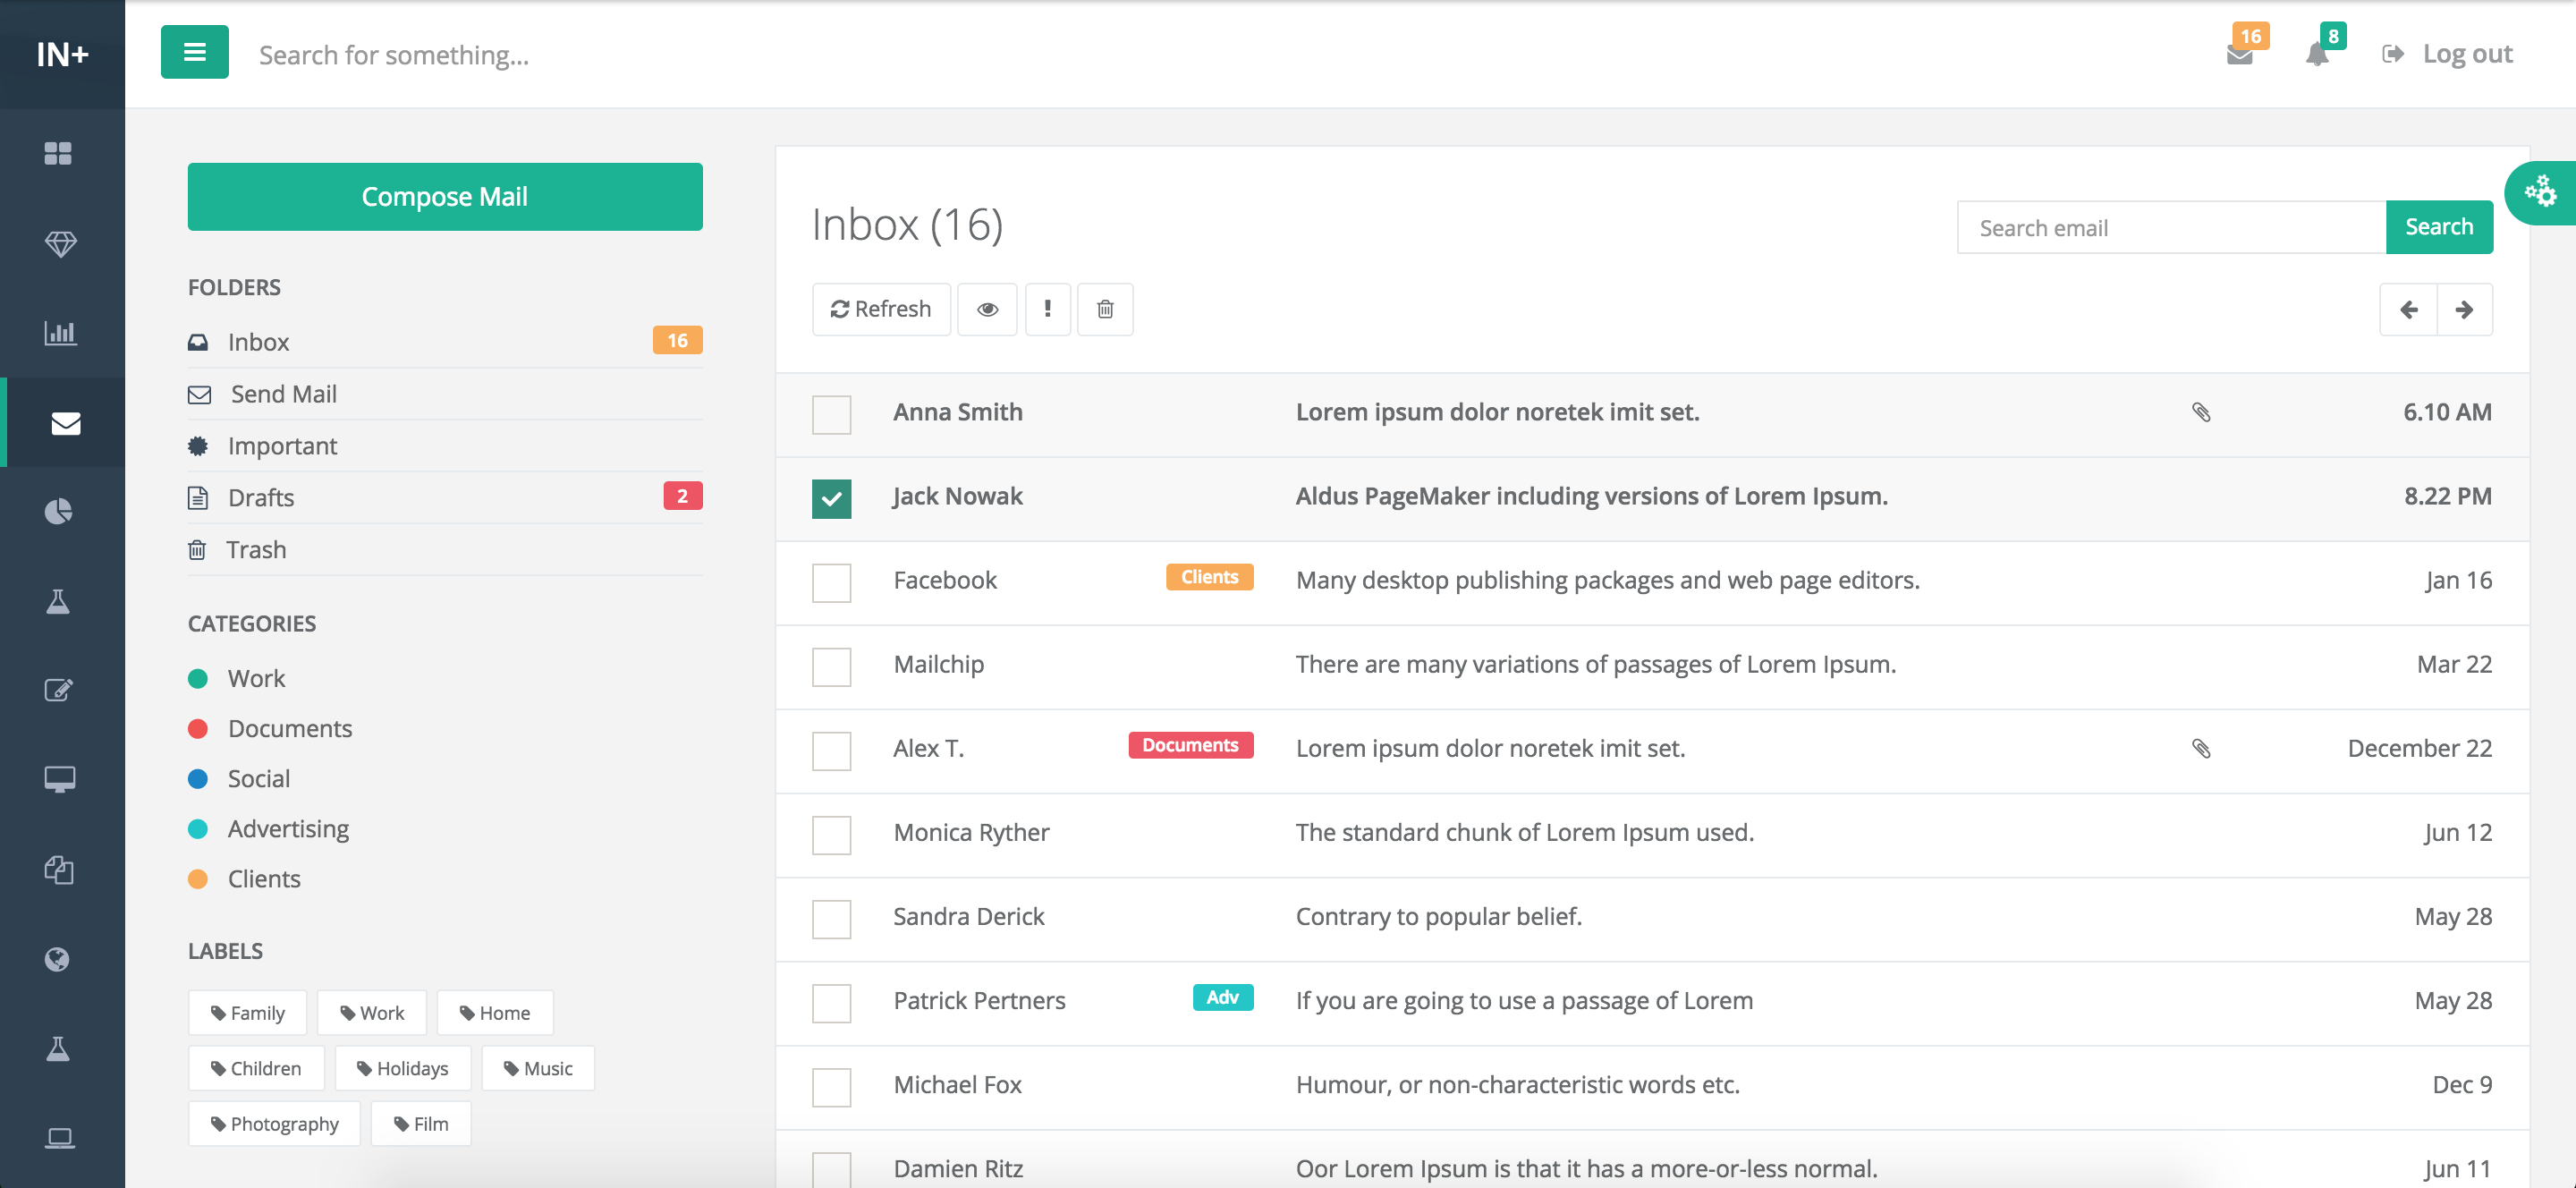 IN+
Search for something...
16
8
Log out
Compose Mail
FOLDERS
Inbox 16
Send Mail
Important
Drafts 2
Trash
CATEGORIES
Work
Documents
Social
Advertising
Clients
LABELS
Family Work Home
Children Holidays Music
Photography Film
Inbox (16)
Search email Search
Refresh
Anna Smith Lorem ipsum dolor noretek imit set. 6.10 AM
Jack Nowak Aldus PageMaker including versions of Lorem Ipsum. 8.22 PM
Facebook Clients Many desktop publishing packages and web page editors. Jan 16
Mailchip There are many variations of passages of Lorem Ipsum. Mar 22
Alex T. Documents Lorem ipsum dolor noretek imit set. December 22
Monica Ryther The standard chunk of Lorem Ipsum used. Jun 12
Sandra Derick Contrary to popular belief. May 28
Patrick Pertners Adv If you are going to use a passage of Lorem May 28
Michael Fox Humour, or non-characteristic words etc. Dec 9
Damien Ritz Oor Lorem Ipsum is that it has a more-or-less normal. Jun 11